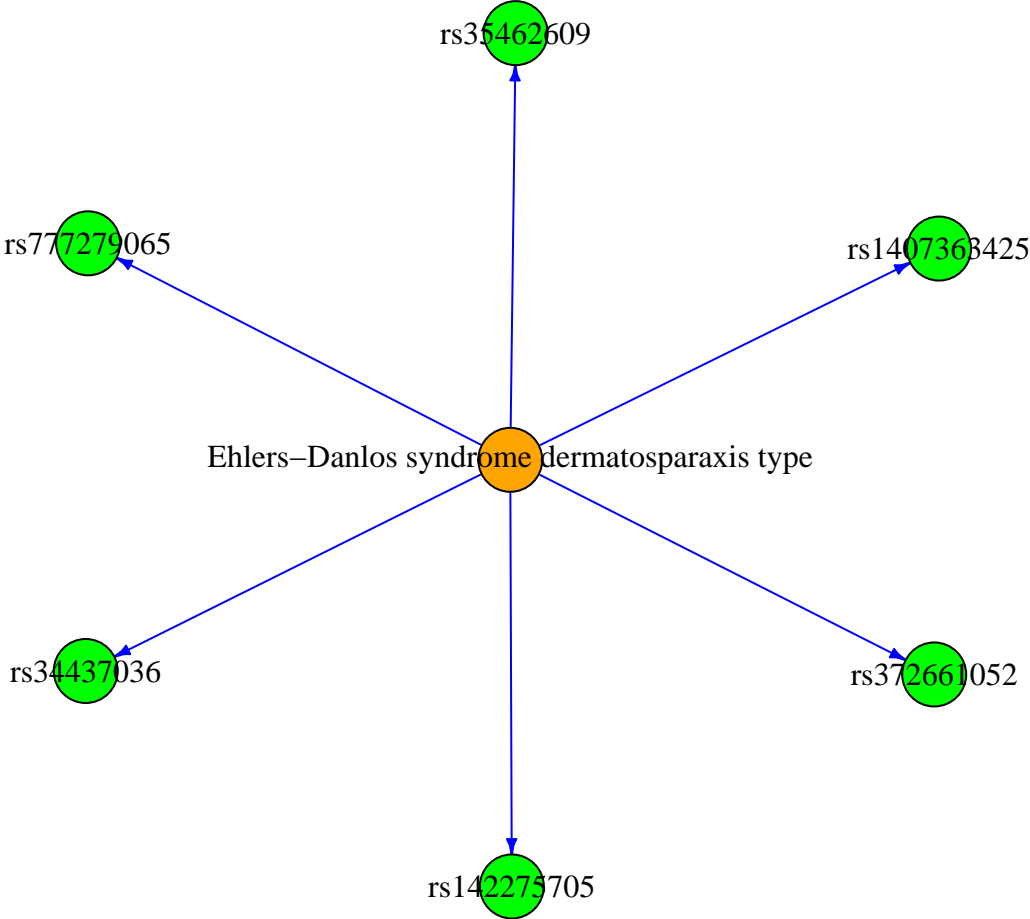 rs35462609
rs777279065
rs1407363425
Ehlers−Danlos syndrome dermatosparaxis type
rs34437036
rs372661052
rs142275705